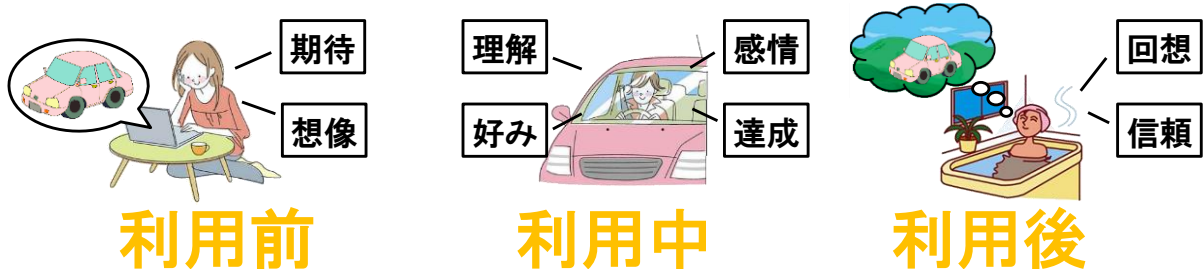 期待
想像
利用前
理解
感情
好み
達成
利用中
回想
信頼
利用後